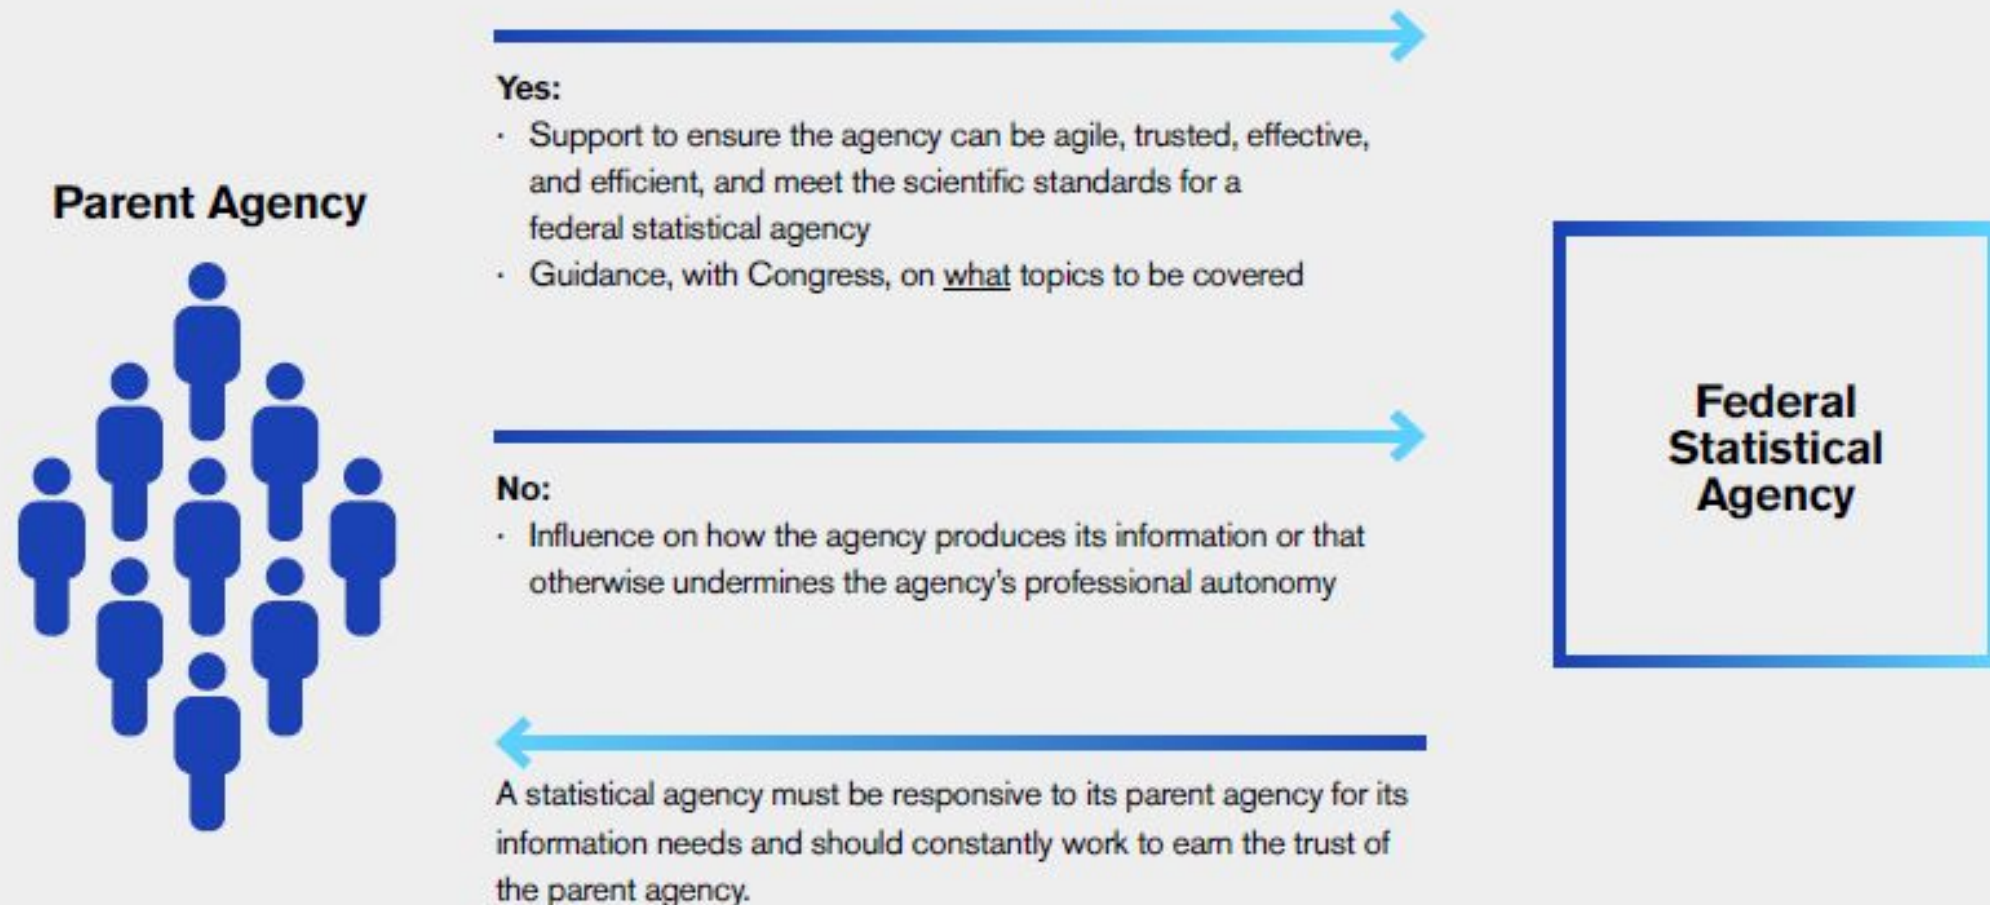 Parent Agency
Yes:
· Support to ensure the agency can be agile, trusted, effective,
and efficient, and meet the scientific standards for a
federal statistical agency
· Guidance, with Congress, on what topics to be covered
No:
· Influence on how the agency produces its information or that
otherwise undermines the agency's professional autonomy
A statistical agency must be responsive to its parent agency for its
information needs and should constantly work to earn the trust of
the parent agency.
Federal
Statistical
Agency